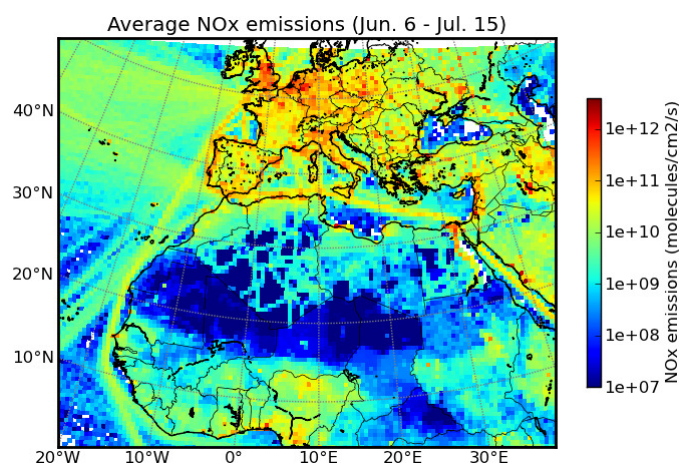 Average NOx emissions (Jun. 6 - Jul. 15)
40°N
30°N
20°N
10°N
20°W
10°W
0°
10°E
20°E
30°E
1e+12
1e+11
1e+10
1e+09
1e+08
1e+07
NOx emissions (molecules/cm2/s)